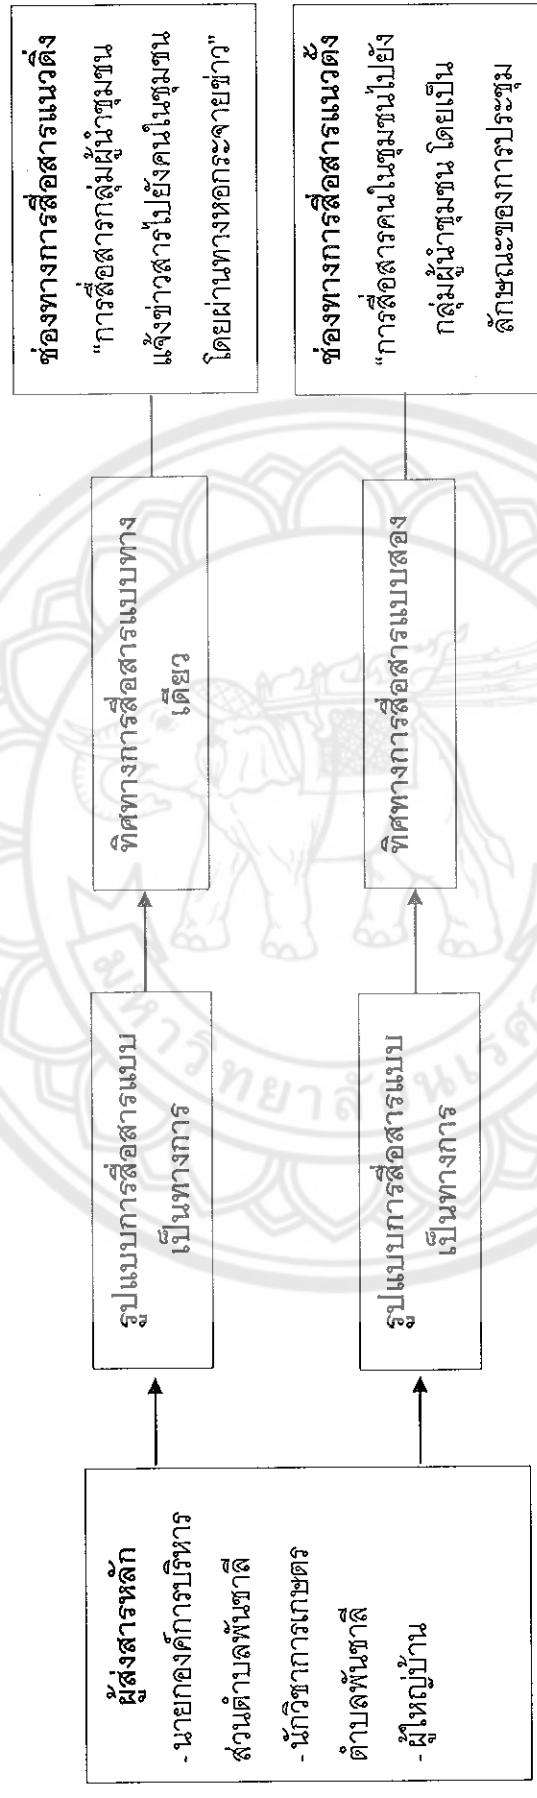 ผู้ส่งสารหลัก
- นายกองค์การบริหาร
ส่วนตำบลพันชาลี
- นักวิชาการเกษตร
ตำบลพันชาลี
- ผู้ใหญ่บ้าน
รูปแบบการสื่อสารแบบ
เป็นทางการ
ทิศทางการสื่อสารแบบทาง
เดียว
ช่องทางการสื่อสารแนวดิ่ง
"การสื่อสารกลุ่มผู้นำชุมชน
แจ้งข่าวสารไปยังคนในชุมชน
โดยผ่านทางหอกระจายข่าว"
รูปแบบการสื่อสารแบบ
เป็นทางการ
ทิศทางการสื่อสารแบบสอง
ช่องทางการสื่อสารแนวตั้
"การสื่อสารคนในชุมชนไปยัง
กลุ่มผู้นำชุมชน โดยเป็น
ลักษณะของการประชุม